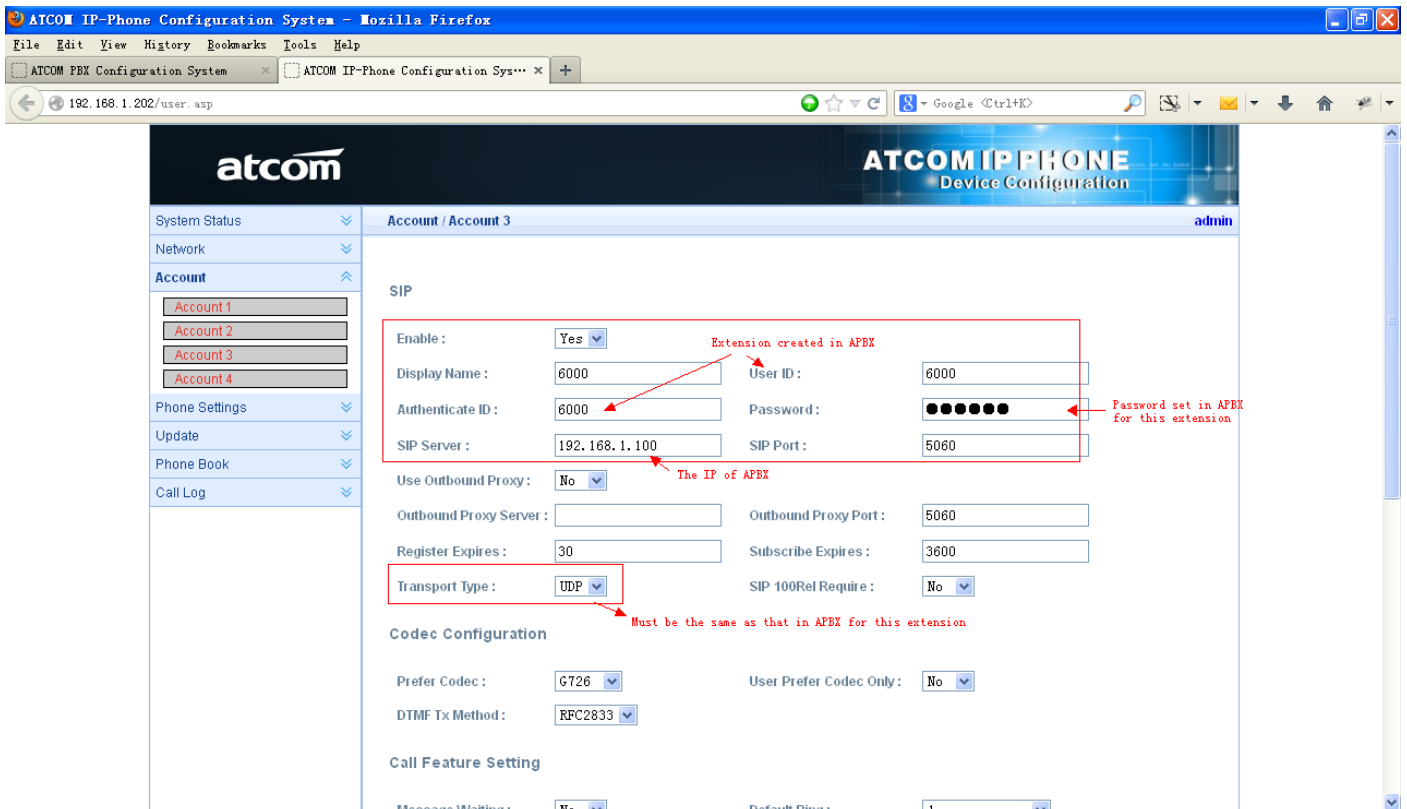 ATCOM IP-Phone Configuration System - Mozilla Firefox
File Edit View History Bookmarks Tools Help
ATCOM PBX Configuration System × ATCOM IP-Phone Configuration Sys··· × +
192.168.1.202/user.asp Google <Ctrl+K>
atcom ATCOM IP PHONE
Device Configuration
System Status Account / Account 3 admin
Network
Account
SIP
Account 1
Account 2
Account 3
Account 4
Phone Settings
Update
Phone Book
Call Log
Enable : Yes Extension created in APBX
Display Name : 6000 User ID : 6000
Authenticate ID : 6000 Password : ●●●●●● Password set in APBX
for this extension
SIP Server : 192.168.1.100 SIP Port : 5060
The IP of APBX
Use Outbound Proxy : No
Outbound Proxy Server : Outbound Proxy Port : 5060
Register Expires : 30 Subscribe Expires : 3600
Transport Type : UDP SIP 100Rel Require : No
Must be the same as that in APBX for this extension
Codec Configuration
Prefer Codec : G726 User Prefer Codec Only : No
DTMF Tx Method : RFC2833
Call Feature Setting
Message Waiting : No Default Ring : 1